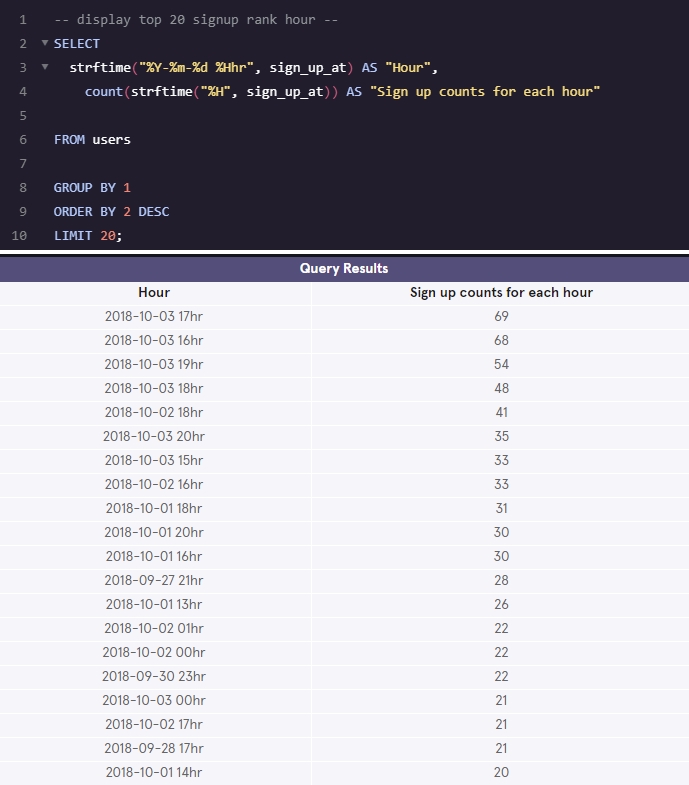 1 -- display top 20 signup rank hour --
2 SELECT
3 strftime("%Y-%m-%d %Hhr", sign_up_at) AS "Hour",
4 count(strftime("%H", sign_up_at)) AS "Sign up counts for each hour"
5
6 FROM users
7
8 GROUP BY 1
9 ORDER BY 2 DESC
10 LIMIT 20;
Query Results
Hour Sign up counts for each hour
2018-10-03 17hr 69
2018-10-03 16hr 68
2018-10-03 19hr 54
2018-10-03 18hr 48
2018-10-02 18hr 41
2018-10-03 20hr 35
2018-10-03 15hr 33
2018-10-02 16hr 33
2018-10-01 18hr 31
2018-10-01 20hr 30
2018-10-01 16hr 30
2018-09-27 21hr 28
2018-10-01 13hr 26
2018-10-02 01hr 22
2018-10-02 00hr 22
2018-09-30 23hr 22
2018-10-03 00hr 21
2018-10-02 17hr 21
2018-09-28 17hr 21
2018-10-01 14hr 20